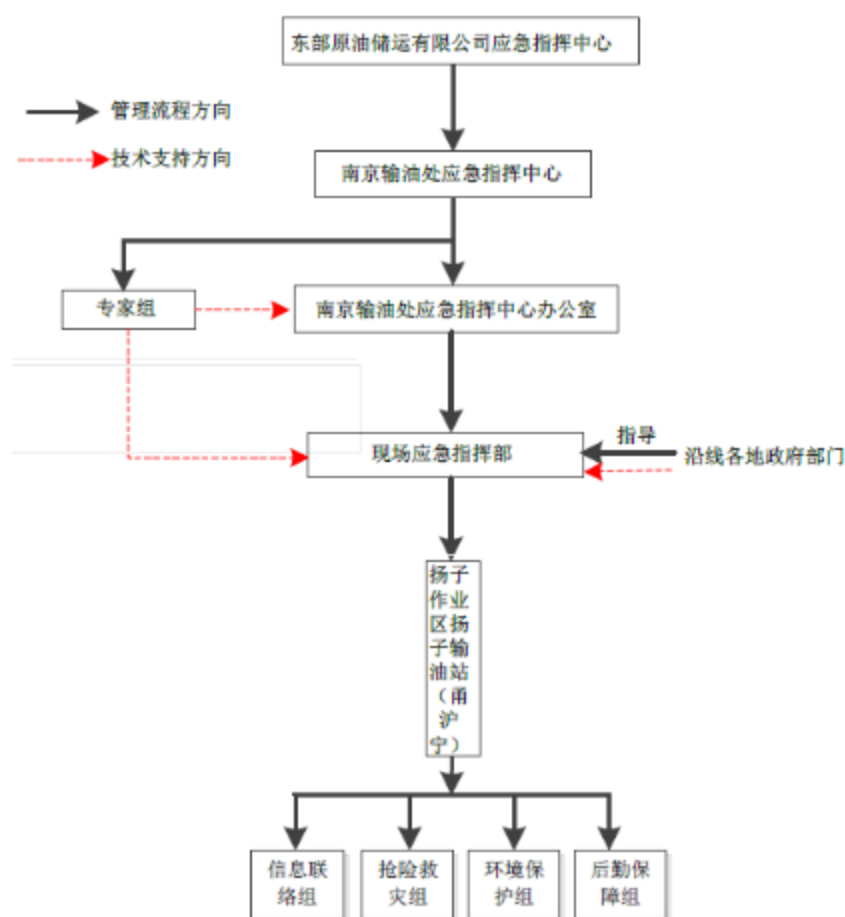 东部原油储运有限公司应急指挥中心
管理流程方向
技术支持方向
南京输油处应急指挥中心
专家组
南京输油处应急指挥中心办公室
现场应急指挥部
指导
沿线各地政府部门
扬子
作业
区扬
子输
油站
（甬
沪
宁）
信息联
络组
抢险救
灾组
环境保
护组
后勤保
障组